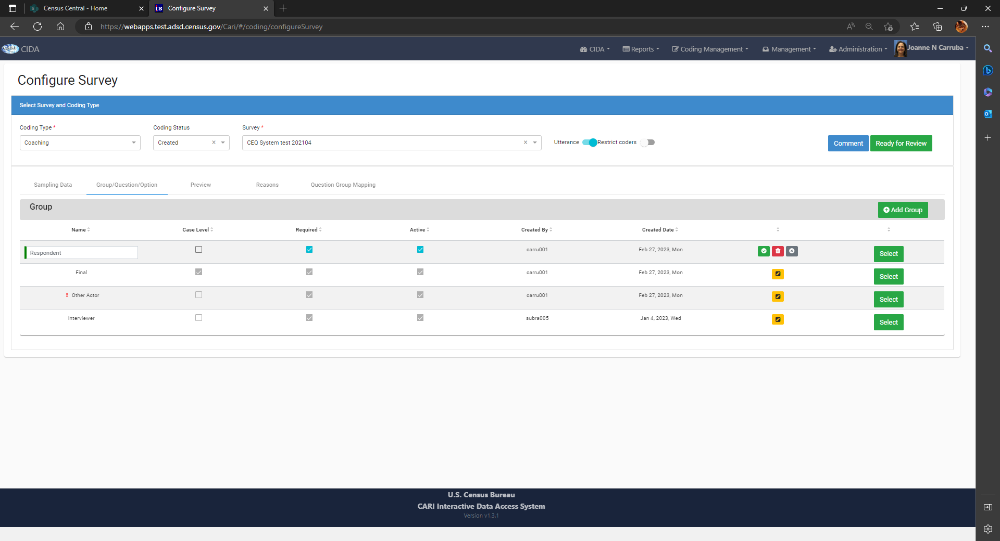 Census Central - Home
CB Configure Survey
https://webapps.test.adsd.census.gov/Cari/#/coding/configureSurvey
CIDA
CIDA Reports Coding Management Management Administration Joanne N Carruba
Configure Survey
Select Survey and Coding Type
Coding Type * Coding Status Survey *
Coaching Created CEQ System test 202104 Utterance Restrict coders Comment Ready for Review
Sampling Data Group/Question/Option Preview Reasons Question Group Mapping
Group Add Group
Name Case Level Required Active Created By Created Date
Respondent carru001 Feb 27, 2023, Mon Select
Final carru001 Feb 27, 2023, Mon Select
! Other Actor carru001 Feb 27, 2023, Mon Select
Interviewer subra005 Jan 4, 2023, Wed Select
U.S. Census Bureau
CARI Interactive Data Access System
Version v1.3.1